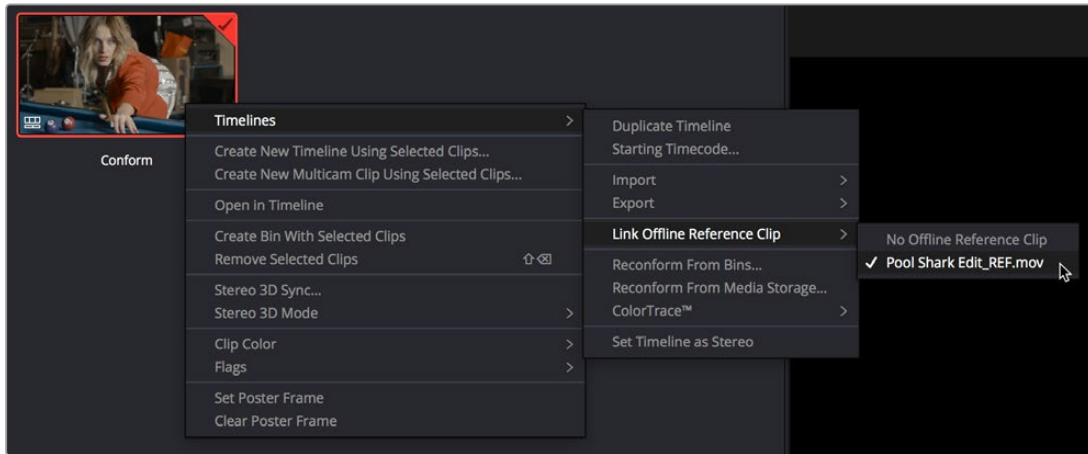 Conform
Timelines
Create New Timeline Using Selected Clips...
Create New Multicam Clip Using Selected Clips...
Open in Timeline
Create Bin With Selected Clips
Remove Selected Clips ⇧⌫
Stereo 3D Sync...
Stereo 3D Mode
Clip Color
Flags
Set Poster Frame
Clear Poster Frame
Duplicate Timeline
Starting Timecode...
Import
Export
Link Offline Reference Clip
Reconform From Bins...
Reconform From Media Storage...
ColorTrace™
Set Timeline as Stereo
No Offline Reference Clip
Pool Shark Edit_REF.mov